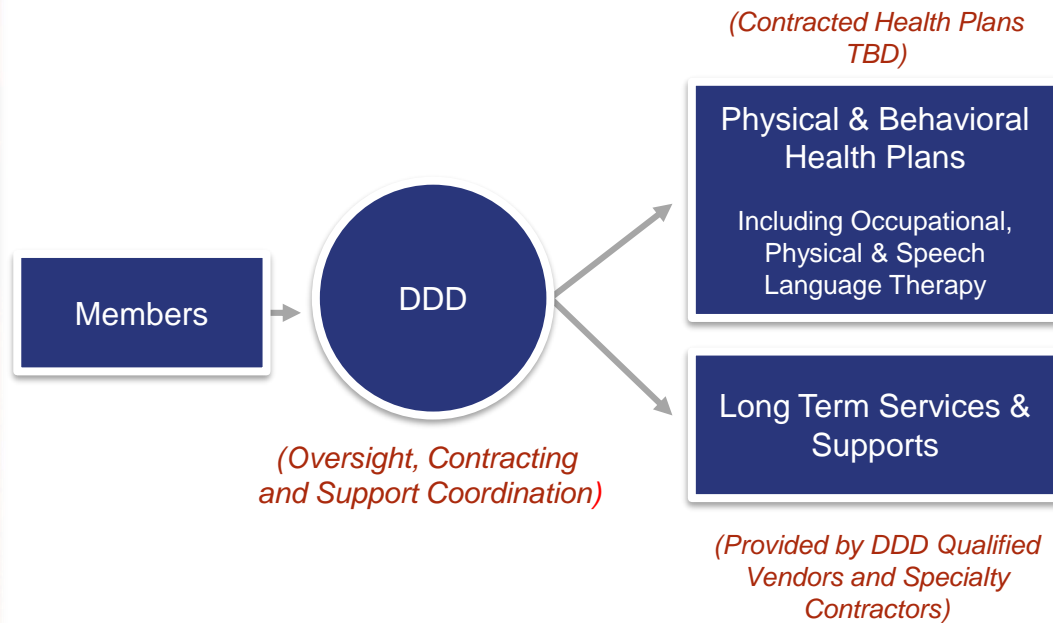 Members
DDD
(Oversight, Contracting
and Support Coordination)
(Contracted Health Plans
TBD)
Physical & Behavioral
Health Plans
Including Occupational,
Physical & Speech
Language Therapy
Long Term Services &
Supports
(Provided by DDD Qualified
Vendors and Specialty
Contractors)